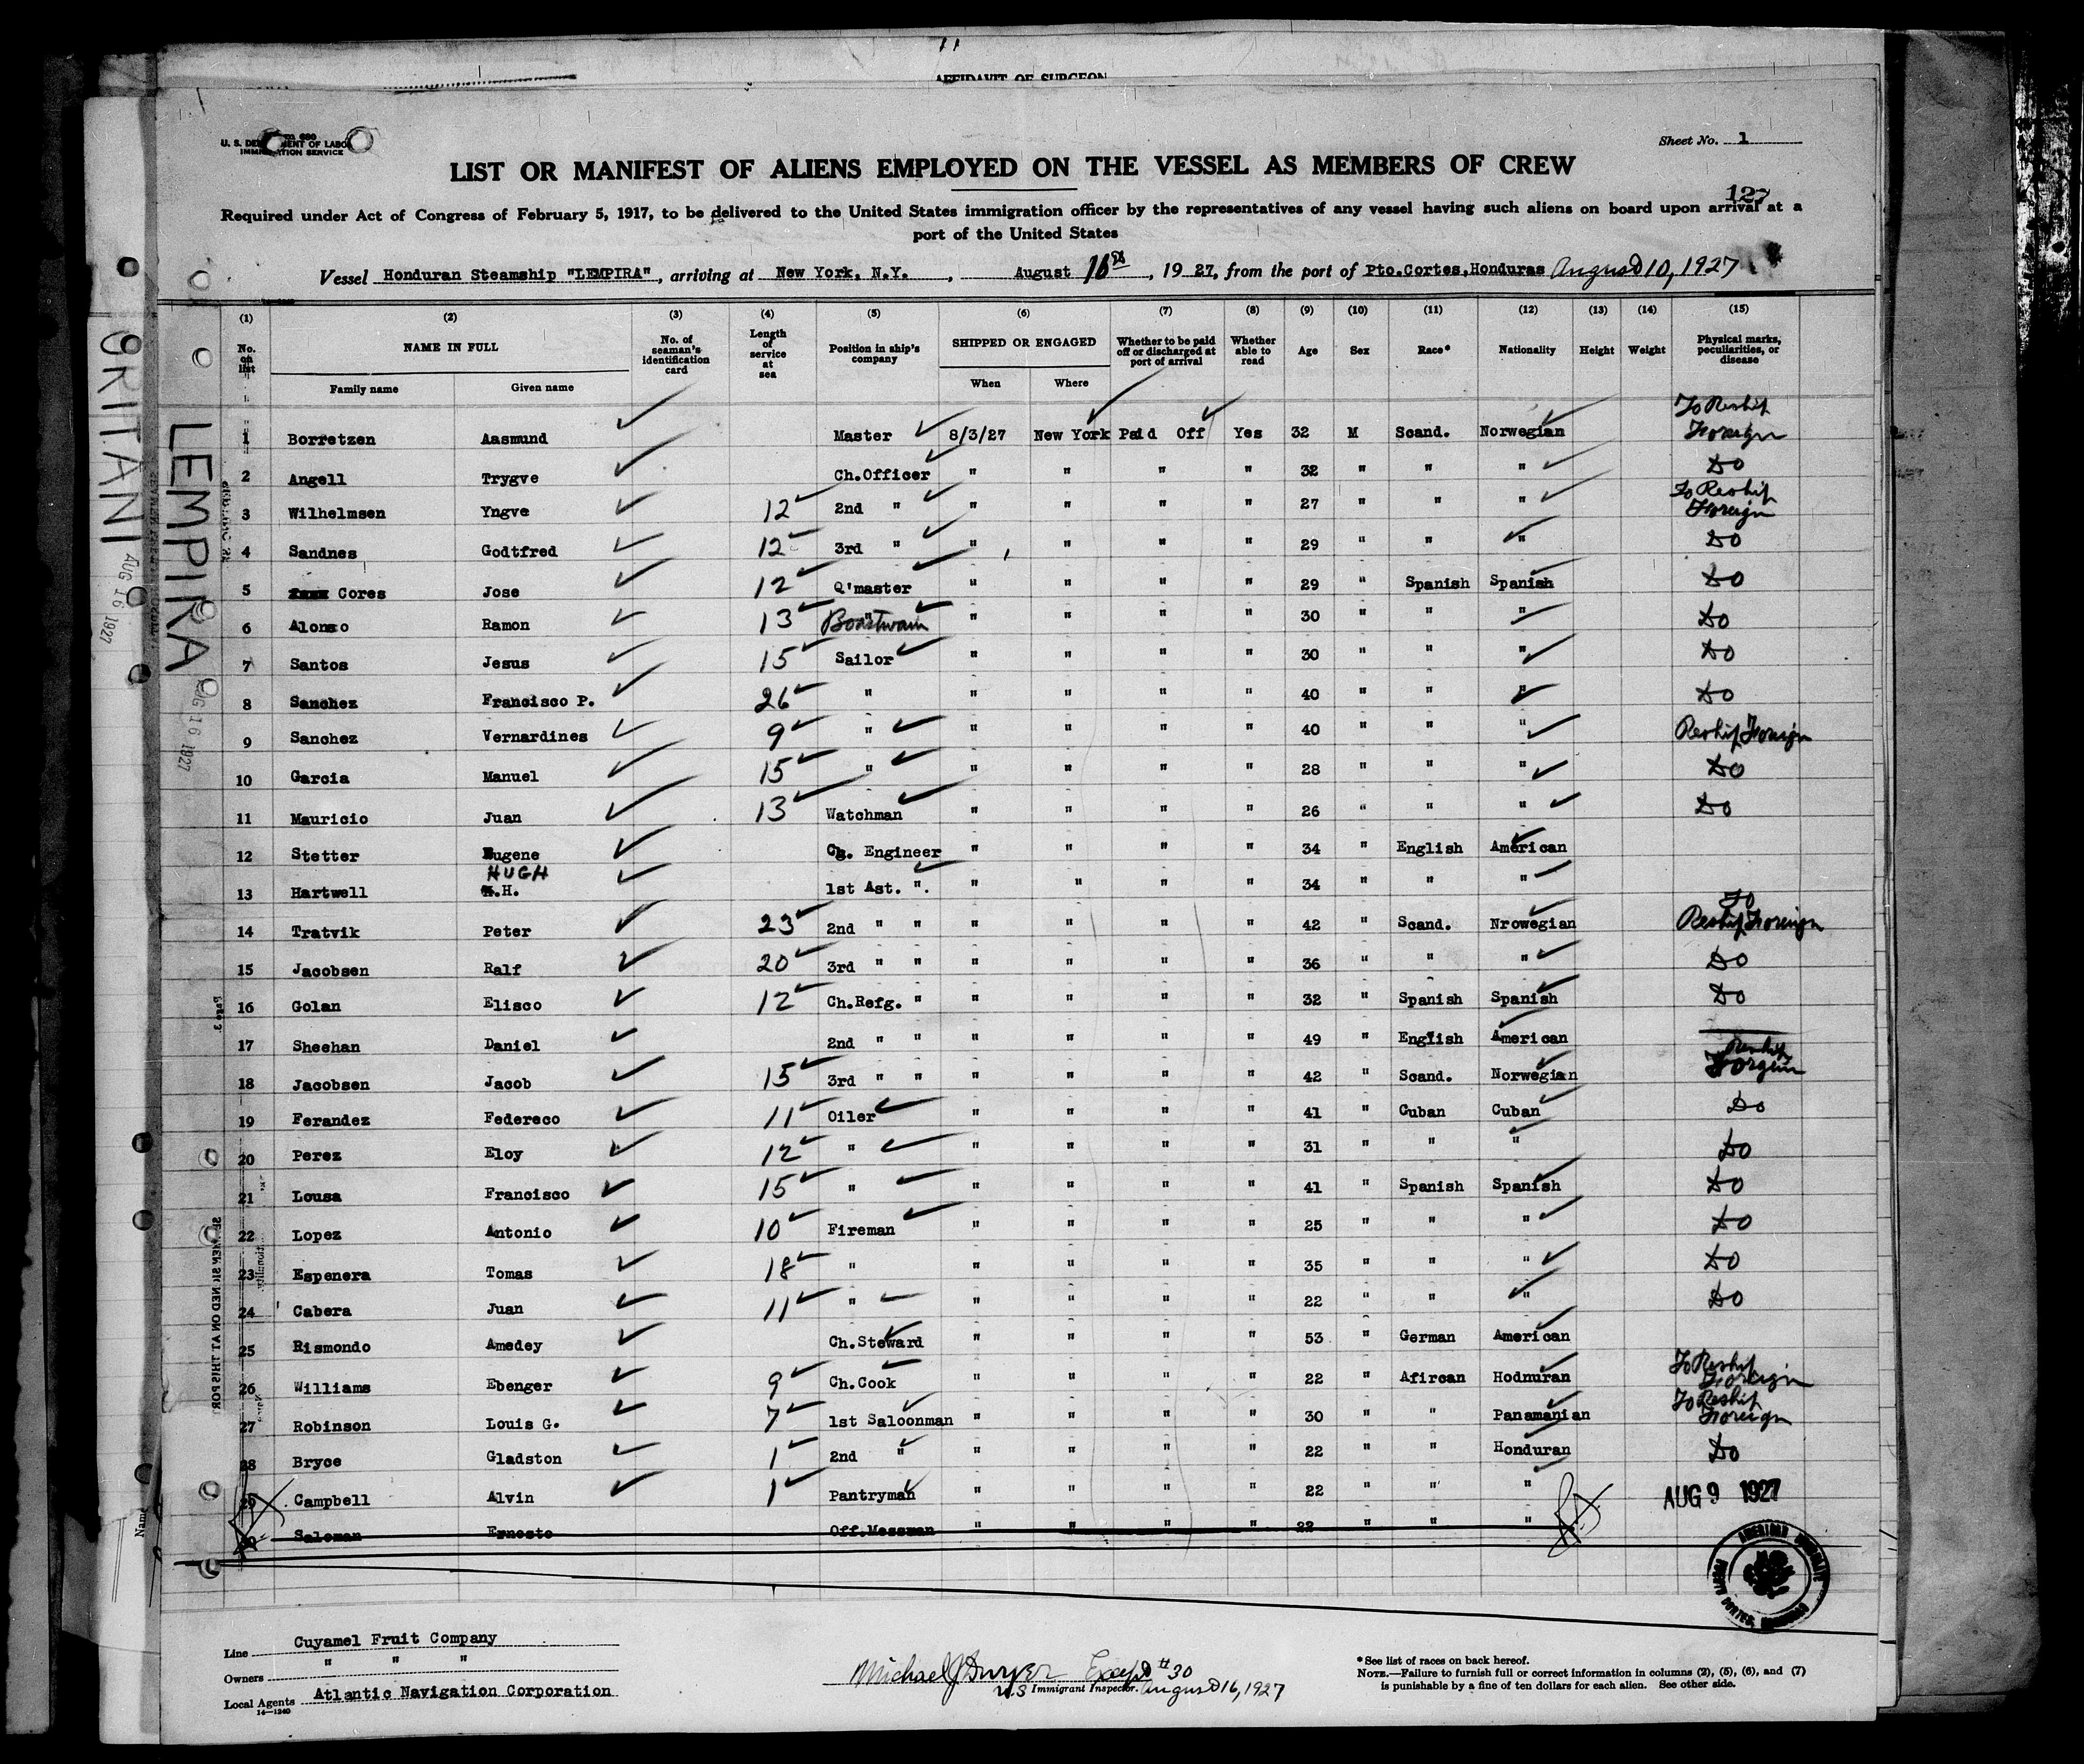 AFFIDAVIT OF SURGEON
U. S. DEPARTMENT OF LABOR
IMMIGRATION SERVICE
Sheet No. 1
LIST OR MANIFEST OF ALIENS EMPLOYED ON THE VESSEL AS MEMBERS OF CREW
127
Required under Act of Congress of February 5, 1917, to be delivered to the United States immigration officer by the representatives of any vessel having such aliens on board upon arrival at a
port of the United States
Vessel Honduran Steamship "LEMPIRA", arriving at New York, N.Y., August 16th, 1927, from the port of Pto.Cortes,Honduras August 10, 1927
(1) (2) (3) (4) (5) (6) (7) (8) (9) (10) (11) (12) (13) (14) (15)
No. on list NAME IN FULL No. of seaman's identification card Length of service at sea Position in ship's company SHIPPED OR ENGAGED Whether to be paid off or discharged at port of arrival Whether able to read Age Sex Race* Nationality Height Weight Physical marks, peculiarities, or disease
Family name Given name When Where
1 Borretzen Aasmund Master 8/3/27 New York Paid Off Yes 32 M Scand. Norwegian To Reship Foreign
2 Angell Trygve Ch.Officer " " " " 32 " " " Do
3 Wilhelmsen Yngve 12 2nd " " " " " 27 " " " To Reship Foreign
4 Sandnes Godtfred 12 3rd " " " " " 29 " " " Do
5 Cores Jose 12 Q'master " " " " 29 " Spanish Spanish Do
6 Alonso Ramon 13 Boastwain " " " " 30 " " " Do
7 Santos Jesus 15 Sailor " " " " 30 " " " Do
8 Sanchez Francisco P. 26 " " " " " 40 " " " Do
9 Sanchez Vernardines 9 " " " " " 40 " " " Reship Foreign
10 Garcia Manuel 15 " " " " " 28 " " " Do
11 Mauricio Juan 13 Watchman " " " " 26 " " " Do
12 Stetter Eugene Ch. Engineer " " " " 34 " English American
HUGH
13 Hartwell H. 1st Ast. ". " " " " 34 " " "
14 Tratvik Peter 23 2nd " " " " " " 42 " Scand. Nrowegian To Reship Foreign
15 Jacobsen Ralf 20 3rd " " " " " " 36 " " " Do
16 Golan Elisco 12 Ch.Refg. " " " " " 32 " Spanish Spanish Do
17 Sheehan Daniel 2nd " " " " " " 49 " English American
18 Jacobsen Jacob 15 3rd " " " " " " 42 " Scand. Norwegian Reship Foreign
19 Ferandez Federeco 11 Oiler " " " " 41 " Cuban Cuban Do
20 Perez Eloy 12 " " " " " 31 " " " Do
21 Lousa Francisco 15 " " " " " 41 " Spanish Spanish Do
22 Lopez Antonio 10 Fireman " " " " 25 " " " Do
23 Espenera Tomas 18 " " " " " 35 " " " Do
24 Cabera Juan 11 " " " " " 22 " " " Do
25 Rismondo Amedey Ch.Steward " " " " 53 " German American
26 Williams Ebenger 9 Ch.Cook " " " " 22 " Afircan Hodnuran To Reship Foreign
27 Robinson Louis G. 7 1st Saloonman " " " " 30 " " Panamanian To Reship Foreign
28 Bryce Gladston 1 2nd " " " " " 22 " " Honduran Do
29 Campbell Alvin 1 Pantryman " " " " 22 " " " AUG 9 1927
30 Saloman Ernesto Off.Messman " " " " 22 " " "
AMERICAN CONSULATE
PUERTO CORTES, HONDURAS
Line Cuyamel Fruit Company
Owners " " "
Local Agents Atlantic Navigation Corporation
14—1240
Michael J Dwyer Except #30
U.S Immigrant Inspector. August 16, 1927
* See list of races on back hereof.
NOTE.—Failure to furnish full or correct information in columns (2), (5), (6), and (7)
is punishable by a fine of ten dollars for each alien. See other side.
LEMPIRA
AUG 16 1927
BRITANI
AUG 16 1927
Name
Page 3